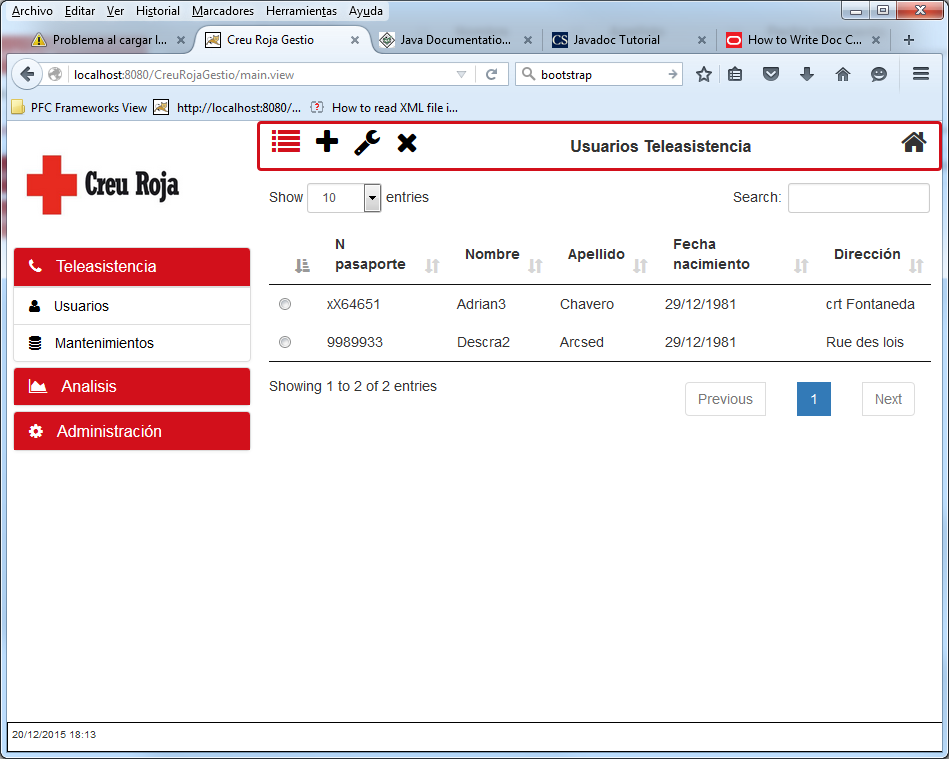 Archivo Editar Ver Historial Marcadores Herramientas Ayuda
Problema al cargar l... Creu Roja Gestio Java Documentatio... CS Javadoc Tutorial How to Write Doc C...
localhost:8080/CreuRojaGestio/main.view bootstrap
PFC Frameworks View http://localhost:8080/... How to read XML file i...
Usuarios Teleasistencia
Creu Roja
Show 10 entries Search:
Teleasistencia
Usuarios
Mantenimientos
Analisis
Administración
N pasaporte Nombre Apellido Fecha nacimiento Dirección
xX64651 Adrian3 Chavero 29/12/1981 crt Fontaneda
9989933 Descra2 Arcsed 29/12/1981 Rue des lois
Showing 1 to 2 of 2 entries Previous 1 Next
20/12/2015 18:13